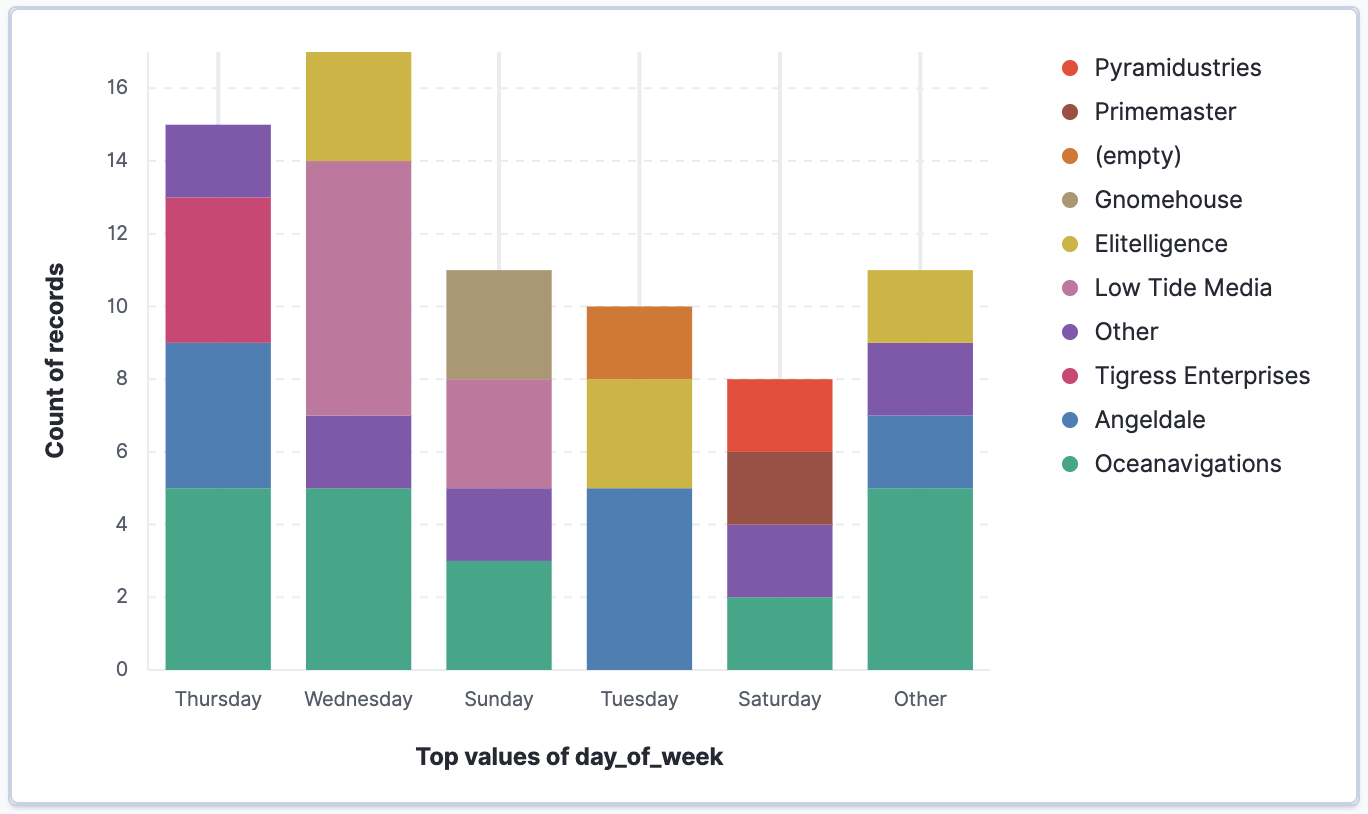 Count of records
16
14
12
10
8
6
4
2
0
Thursday
Wednesday
Sunday
Tuesday
Saturday
Other
Top values of day_of_week
Pyramidustries
Primemaster
(empty)
Gnomehouse
Elitelligence
Low Tide Media
Other
Tigress Enterprises
Angeldale
Oceanavigations